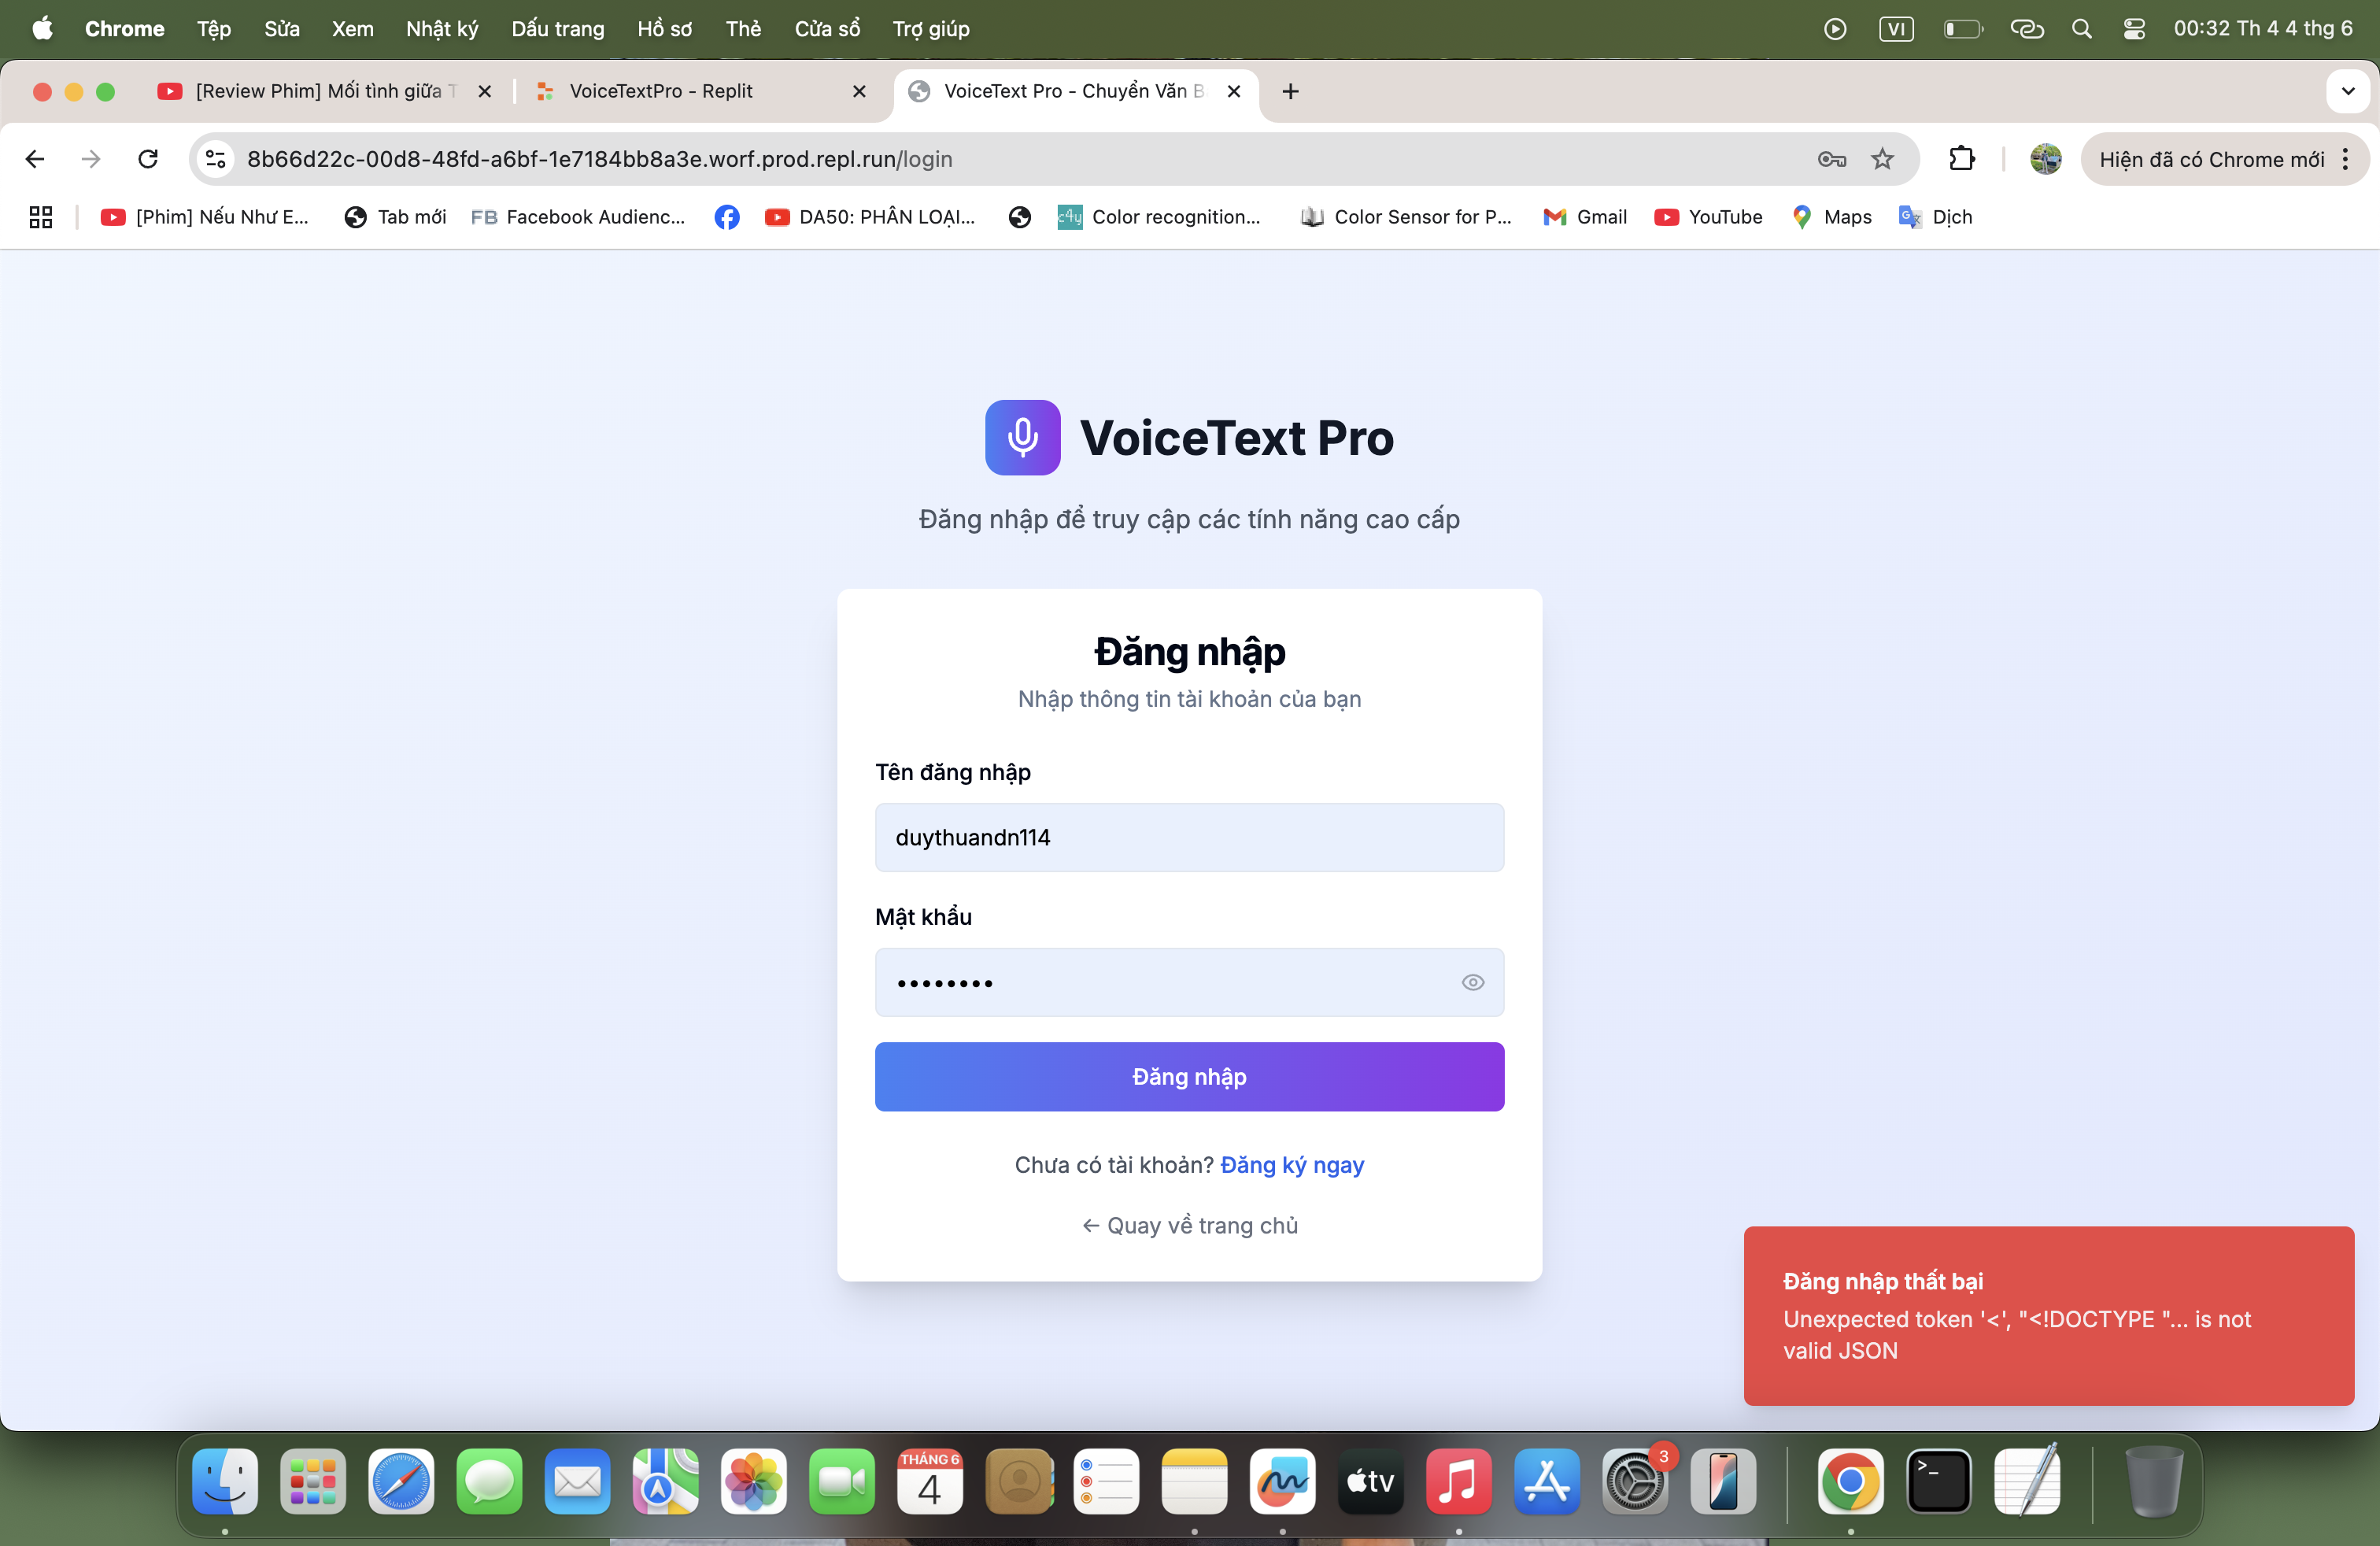 Chrome Tệp Sửa Xem Nhật ký Dấu trang Hồ sơ Thẻ Cửa sổ Trợ giúp VI 00:32 Th 4 4 thg 6
[Review Phim] Mối tình giữa T VoiceTextPro - Replit VoiceText Pro - Chuyển Văn B
8b66d22c-00d8-48fd-a6bf-1e7184bb8a3e.worf.prod.repl.run/login Hiện đã có Chrome mới
[Phim] Nếu Như E... Tab mới FB Facebook Audienc... DA50: PHÂN LOẠI... c4y Color recognition... Color Sensor for P... Gmail YouTube Maps Dịch
VoiceText Pro
Đăng nhập để truy cập các tính năng cao cấp
Đăng nhập
Nhập thông tin tài khoản của bạn
Tên đăng nhập
duythuandn114
Mật khẩu
••••••••
Đăng nhập
Chưa có tài khoản? Đăng ký ngay
← Quay về trang chủ
Đăng nhập thất bại
Unexpected token '<', "<!DOCTYPE "... is not
valid JSON
THÁNG 6
4
tv
3
>_